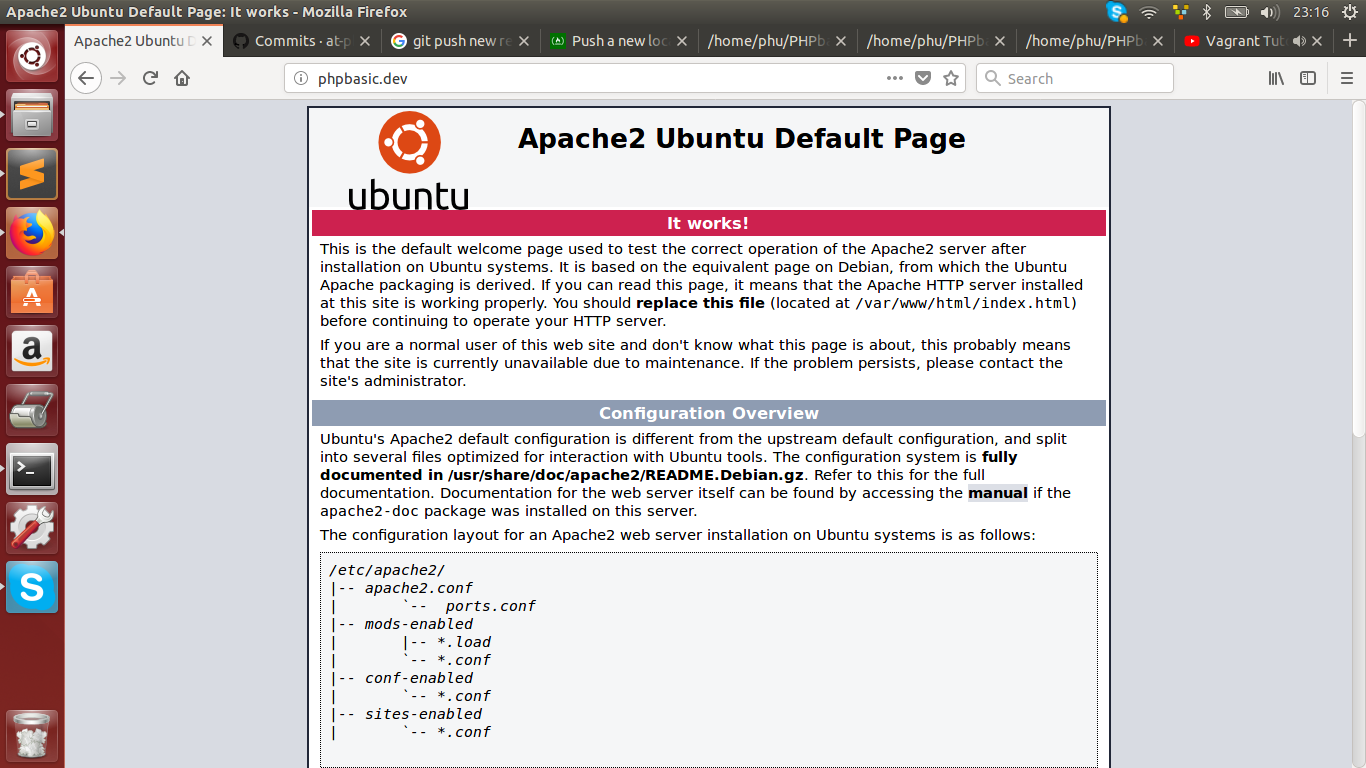 Apache2 Ubuntu Default Page: It works - Mozilla Firefox
23:16
Apache2 Ubuntu D
Commits · at-p
git push new re
Push a new loc
/home/phu/PHPb
/home/phu/PHPb
/home/phu/PHPb
Vagrant Tut
phpbasic.dev
Search
ubuntu
Apache2 Ubuntu Default Page
It works!
This is the default welcome page used to test the correct operation of the Apache2 server after
installation on Ubuntu systems. It is based on the equivalent page on Debian, from which the Ubuntu
Apache packaging is derived. If you can read this page, it means that the Apache HTTP server installed
at this site is working properly. You should replace this file (located at /var/www/html/index.html)
before continuing to operate your HTTP server.
If you are a normal user of this web site and don't know what this page is about, this probably means
that the site is currently unavailable due to maintenance. If the problem persists, please contact the
site's administrator.
Configuration Overview
Ubuntu's Apache2 default configuration is different from the upstream default configuration, and split
into several files optimized for interaction with Ubuntu tools. The configuration system is fully
documented in /usr/share/doc/apache2/README.Debian.gz. Refer to this for the full
documentation. Documentation for the web server itself can be found by accessing the manual if the
apache2-doc package was installed on this server.
The configuration layout for an Apache2 web server installation on Ubuntu systems is as follows:
/etc/apache2/
|-- apache2.conf
|       `--  ports.conf
|-- mods-enabled
|       |-- *.load
|       `-- *.conf
|-- conf-enabled
|       `-- *.conf
|-- sites-enabled
|       `-- *.conf